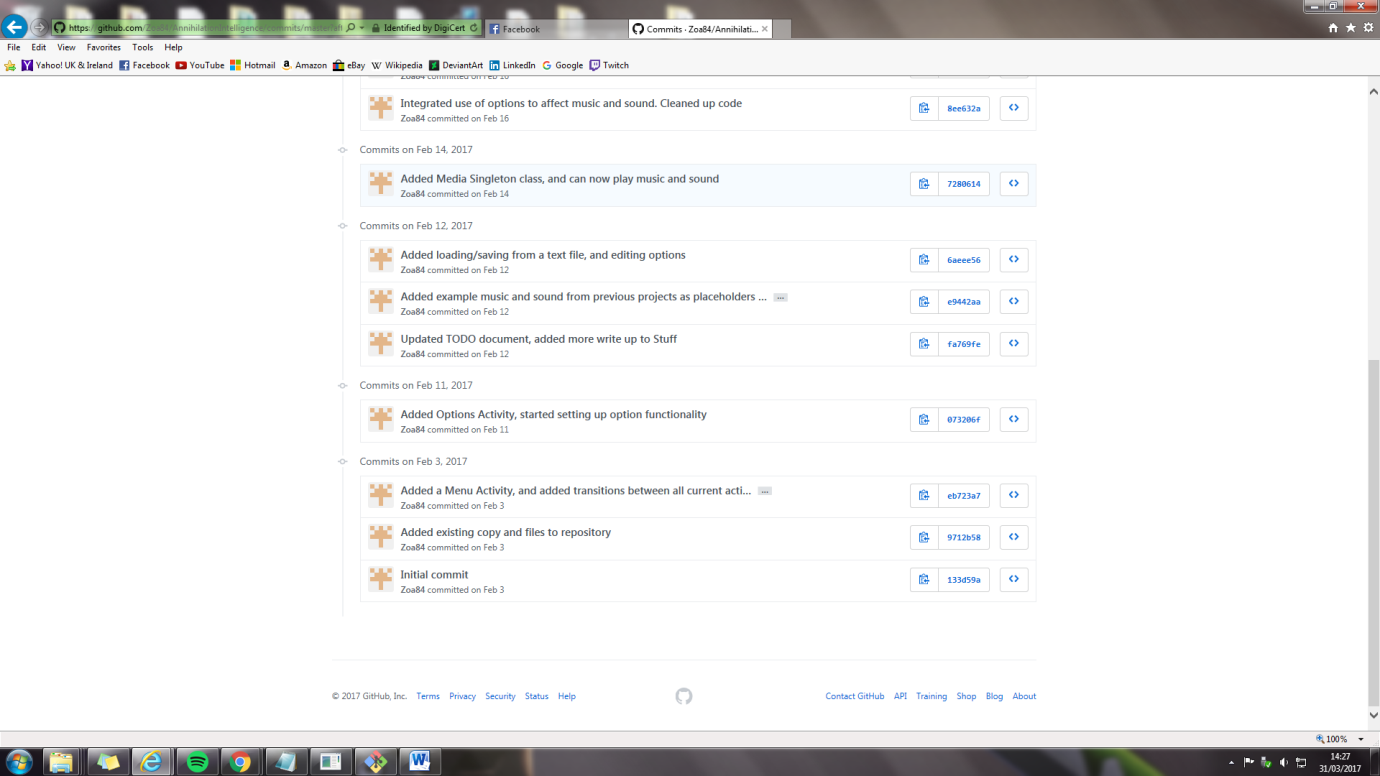 https://github.com/Zoa84/AnnihilationIntelligence/commits/master?aft
Identified by DigiCert
Facebook
Commits · Zoa84/Annihilati...
File Edit View Favorites Tools Help
Yahoo! UK & Ireland Facebook YouTube Hotmail Amazon eBay Wikipedia DeviantArt LinkedIn Google Twitch
Zoa84 committed on Feb 16
Integrated use of options to affect music and sound. Cleaned up code
8ee632a
Zoa84 committed on Feb 16
Commits on Feb 14, 2017
Added Media Singleton class, and can now play music and sound
7280614
Zoa84 committed on Feb 14
Commits on Feb 12, 2017
Added loading/saving from a text file, and editing options
6aeee56
Zoa84 committed on Feb 12
Added example music and sound from previous projects as placeholders ... ...
e9442aa
Zoa84 committed on Feb 12
Updated TODO document, added more write up to Stuff
fa769fe
Zoa84 committed on Feb 12
Commits on Feb 11, 2017
Added Options Activity, started setting up option functionality
073206f
Zoa84 committed on Feb 11
Commits on Feb 3, 2017
Added a Menu Activity, and added transitions between all current acti... ...
eb723a7
Zoa84 committed on Feb 3
Added existing copy and files to repository
9712b58
Zoa84 committed on Feb 3
Initial commit
133d59a
Zoa84 committed on Feb 3
© 2017 GitHub, Inc. Terms Privacy Security Status Help
Contact GitHub API Training Shop Blog About
100%
14:27
31/03/2017